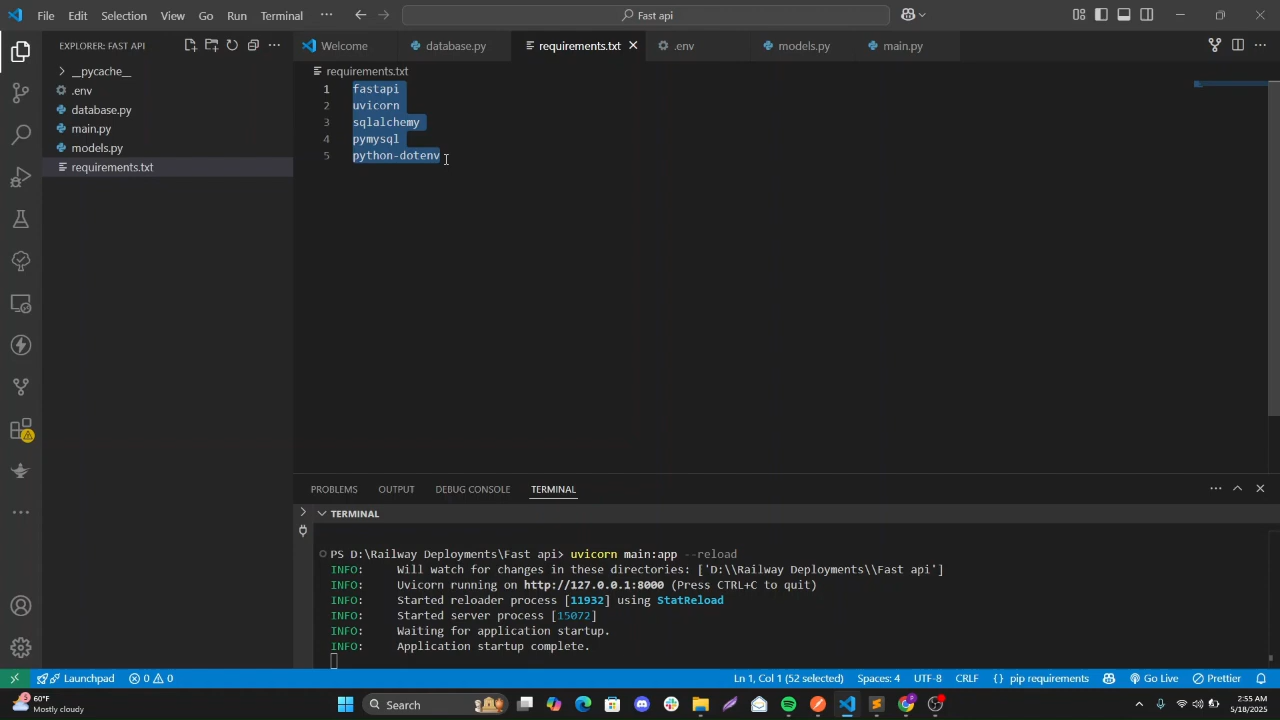 File Edit Selection View Go Run Terminal ··· Fast api
EXPLORER: FAST API
__pycache__
.env
database.py
main.py
models.py
requirements.txt
Welcome database.py requirements.txt .env models.py main.py
requirements.txt
1 fastapi
2 uvicorn
3 sqlalchemy
4 pymysql
5 python-dotenv
PROBLEMS OUTPUT DEBUG CONSOLE TERMINAL
TERMINAL
PS D:\Railway Deployments\Fast api> uvicorn main:app --reload
INFO: Will watch for changes in these directories: ['D:\\Railway Deployments\\Fast api']
INFO: Uvicorn running on http://127.0.0.1:8000 (Press CTRL+C to quit)
INFO: Started reloader process [11932] using StatReload
INFO: Started server process [15072]
INFO: Waiting for application startup.
INFO: Application startup complete.
Launchpad 0 0 Ln 1, Col 1 (52 selected) Spaces: 4 UTF-8 CRLF {} pip requirements Go Live Prettier
60°F
Mostly cloudy
Search
2:55 AM
5/18/2025